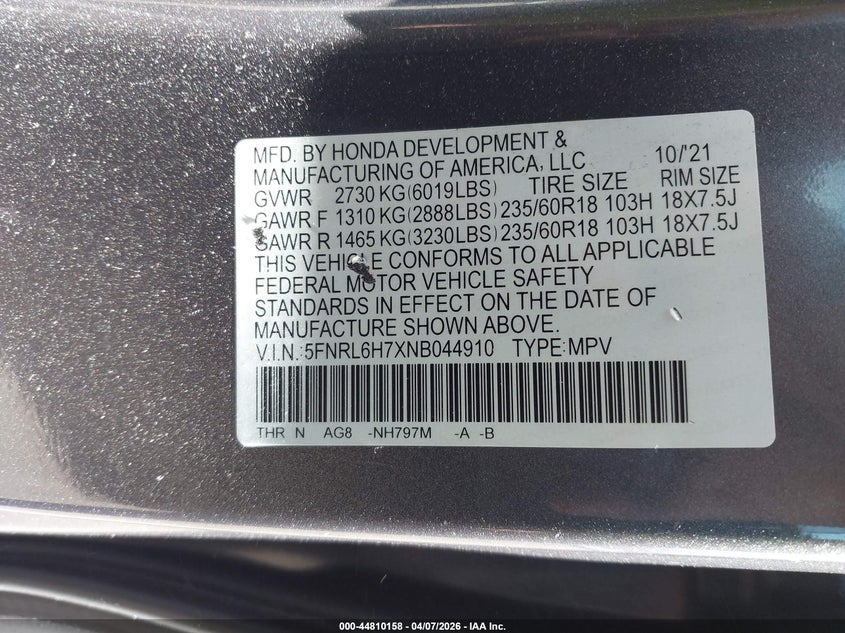 MFD. BY HONDA DEVELOPMENT &
MANUFACTURING OF AMERICA, LLC 10/'21
GVWR 2730 KG(6019LBS) TIRE SIZE RIM SIZE
GAWR F 1310 KG(2888LBS) 235/60R18 103H 18X7.5J
GAWR R 1465 KG(3230LBS) 235/60R18 103H 18X7.5J
THIS VEHICLE CONFORMS TO ALL APPLICABLE
FEDERAL MOTOR VEHICLE SAFETY
STANDARDS IN EFFECT ON THE DATE OF
MANUFACTURE SHOWN ABOVE.
V.I.N.:5FNRL6H7XNB044910 TYPE:MPV
THR N AG8 -NH797M -A -B
000-44810158 - 04/07/2026 - IAA Inc.